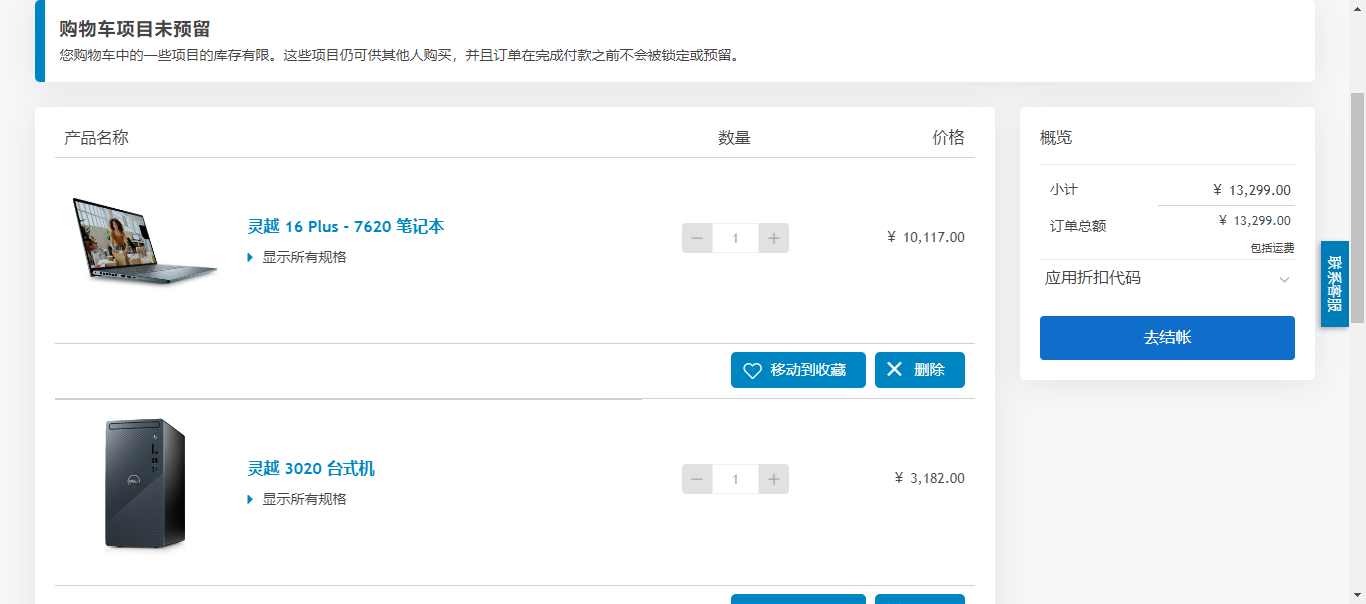 购物车项目未预留
您购物车中的一些项目的库存有限。这些项目仍可供其他人购买，并且订单在完成付款之前不会被锁定或预留。
产品名称 数量 价格
灵越 16 Plus - 7620 笔记本
显示所有规格
1
¥ 10,117.00
移动到收藏 删除
灵越 3020 台式机
显示所有规格
1
¥ 3,182.00
概览
小计 ¥ 13,299.00
订单总额 ¥ 13,299.00
包括运费
应用折扣代码
去结帐
联系客服